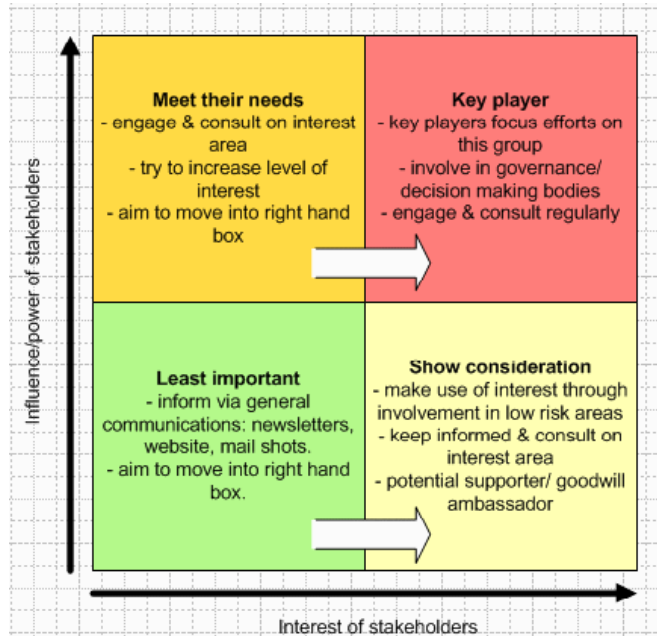 Influence/power of stakeholders
Meet their needs
- engage & consult on interest
area
- try to increase level of
interest
- aim to move into right hand
box
Key player
- key players focus efforts on
this group
- involve in governance/
decision making bodies
- engage & consult regularly
Least important
- inform via general
communications: newsletters,
website, mail shots.
- aim to move into right hand
box.
Show consideration
- make use of interest through
involvement in low risk areas
- keep informed & consult on
interest area
- potential supporter/ goodwill
ambassador
Interest of stakeholders